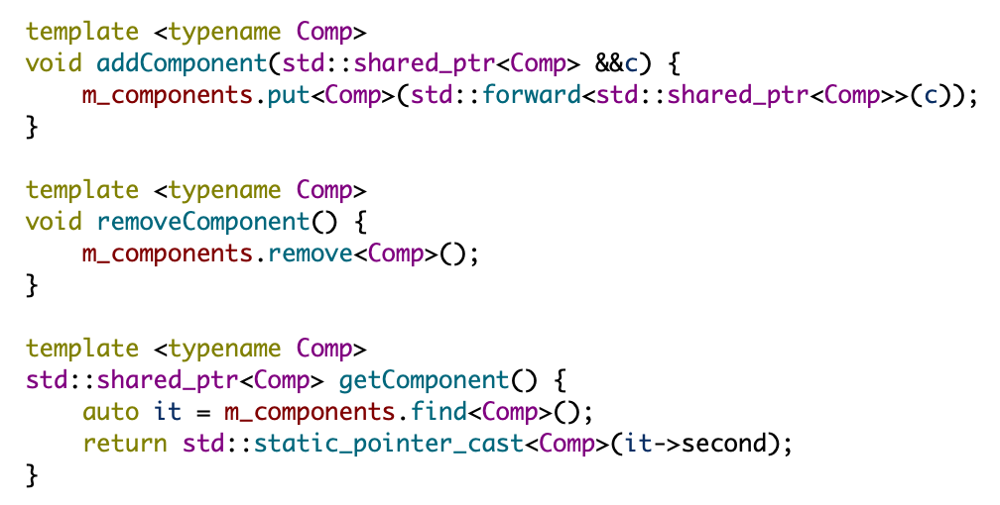 template <typename Comp>
void addComponent(std::shared_ptr<Comp> &&c) {
    m_components.put<Comp>(std::forward<std::shared_ptr<Comp>>(c));
}

template <typename Comp>
void removeComponent() {
    m_components.remove<Comp>();
}

template <typename Comp>
std::shared_ptr<Comp> getComponent() {
    auto it = m_components.find<Comp>();
    return std::static_pointer_cast<Comp>(it->second);
}